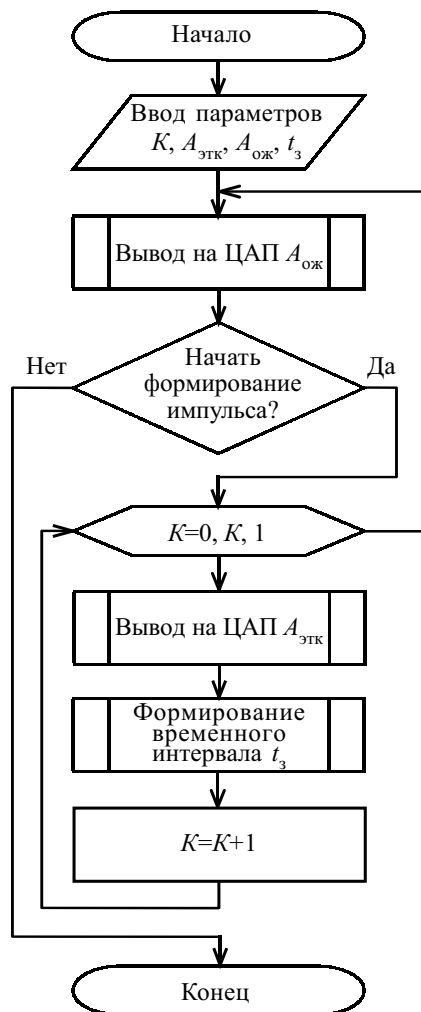 Начало
Ввод параметров
K, Aэтк, Aож, tз
Вывод на ЦАП Aож
Нет
Начать
формирование
импульса?
Да
K=0, K, 1
Вывод на ЦАП Aэтк
Формирование
временного
интервала tз
K=K+1
Конец